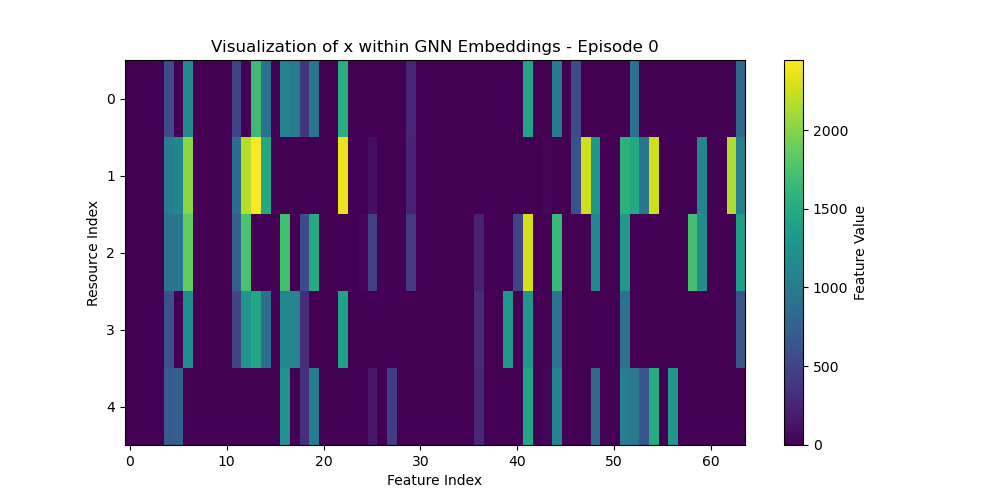 Visualization of x within GNN Embeddings - Episode 0
Resource Index
0
1
2
3
4
0 10 20 30 40 50 60
Feature Index
2000
1500
1000
500
0
Feature Value